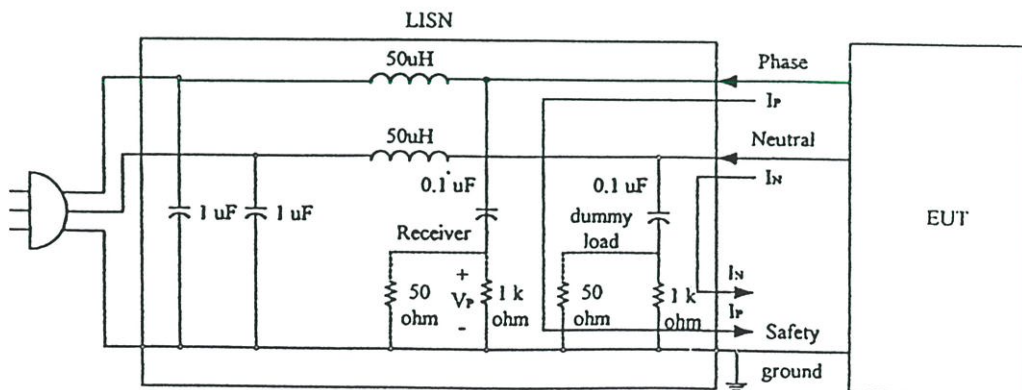 LISN
50uH
Phase
IP
50uH
Neutral
IN
0.1 uF
0.1 uF
1 uF
1 uF
dummy
load
Receiver
EUT
+
VP
-
50
ohm
1 k
ohm
50
ohm
1 k
ohm
IN
IP
Safety
ground